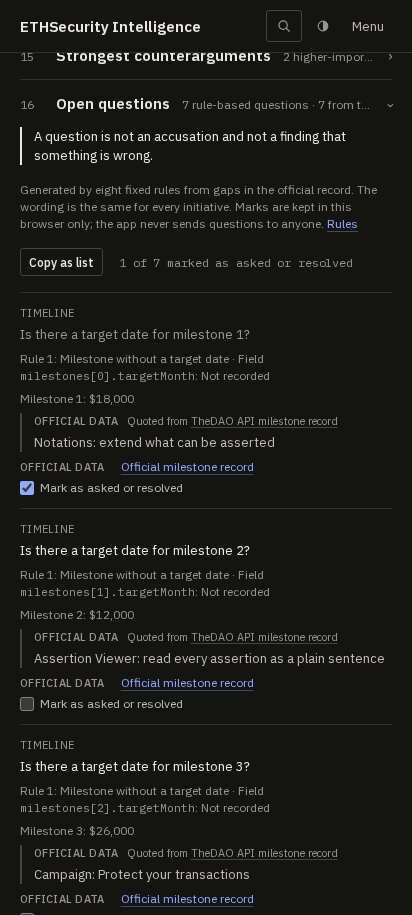 ETHSecurity Intelligence
Menu
15 Strongest counterarguments 2 higher-impor...
16 Open questions 7 rule-based questions · 7 from t...
A question is not an accusation and not a finding that
something is wrong.
Generated by eight fixed rules from gaps in the official record. The
wording is the same for every initiative. Marks are kept in this
browser only; the app never sends questions to anyone. Rules
Copy as list 1 of 7 marked as asked or resolved
TIMELINE
Is there a target date for milestone 1?
Rule 1: Milestone without a target date · Field
milestones[0].targetMonth: Not recorded
Milestone 1: $18,000
OFFICIAL DATA Quoted from TheDAO API milestone record
Notations: extend what can be asserted
OFFICIAL DATA Official milestone record
Mark as asked or resolved
TIMELINE
Is there a target date for milestone 2?
Rule 1: Milestone without a target date · Field
milestones[1].targetMonth: Not recorded
Milestone 2: $12,000
OFFICIAL DATA Quoted from TheDAO API milestone record
Assertion Viewer: read every assertion as a plain sentence
OFFICIAL DATA Official milestone record
Mark as asked or resolved
TIMELINE
Is there a target date for milestone 3?
Rule 1: Milestone without a target date · Field
milestones[2].targetMonth: Not recorded
Milestone 3: $26,000
OFFICIAL DATA Quoted from TheDAO API milestone record
Campaign: Protect your transactions
OFFICIAL DATA Official milestone record